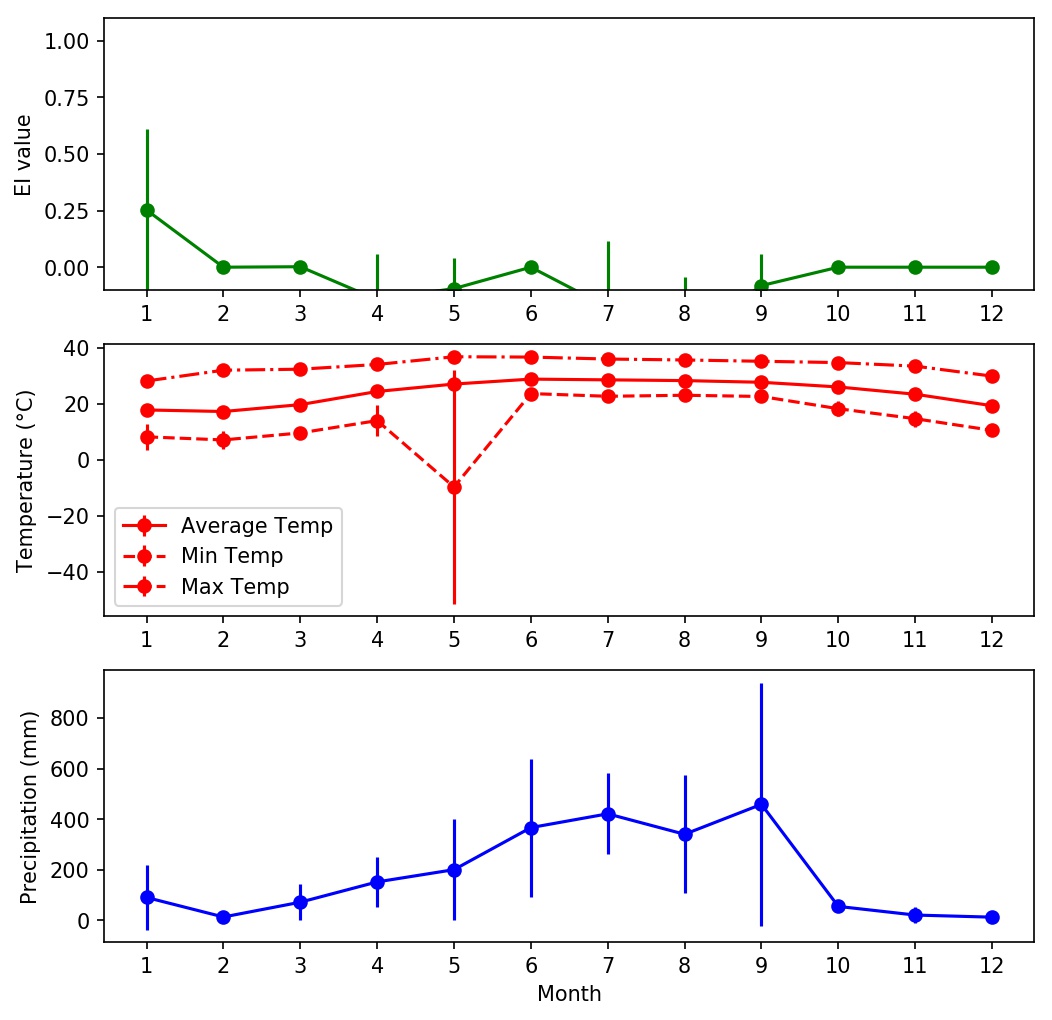 1.00
0.75
0.50
0.25
0.00
EI value
1 2 3 4 5 6 7 8 9 10 11 12
40
20
0
−20
−40
Temperature (°C)
Average Temp
Min Temp
Max Temp
1 2 3 4 5 6 7 8 9 10 11 12
800
600
400
200
0
Precipitation (mm)
1 2 3 4 5 6 7 8 9 10 11 12
Month